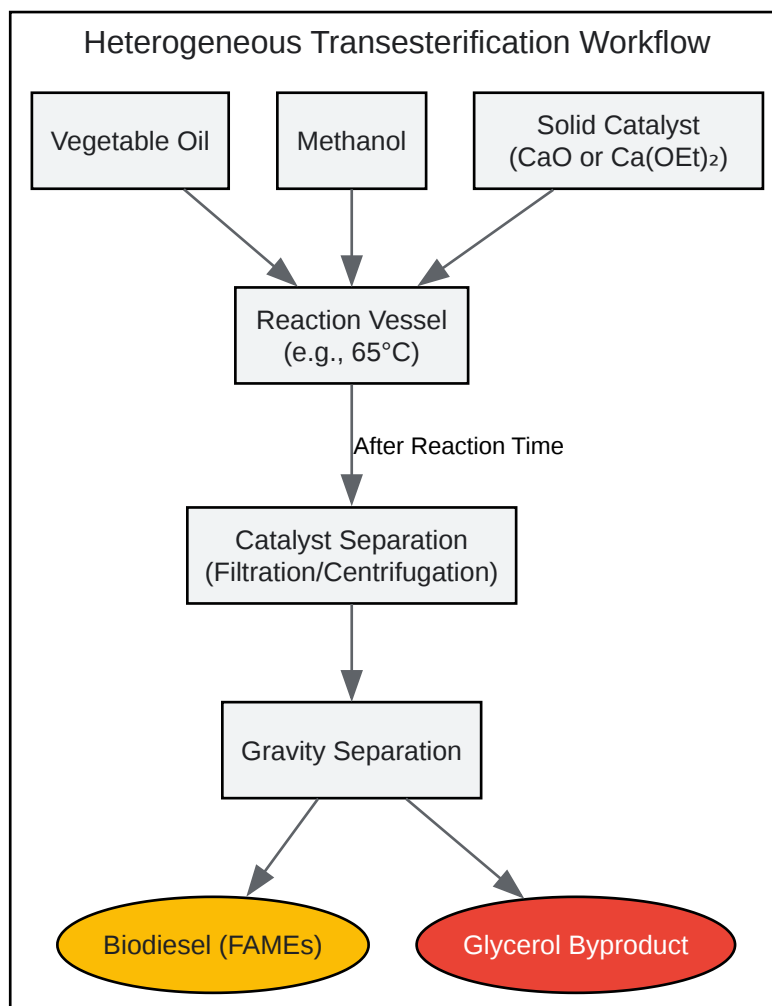 Heterogeneous Transesterification Workflow
Vegetable Oil
Methanol
Solid Catalyst
(CaO or Ca(OEt)₂)
Reaction Vessel
(e.g., 65°C)
After Reaction Time
Catalyst Separation
(Filtration/Centrifugation)
Gravity Separation
Biodiesel (FAMEs)
Glycerol Byproduct